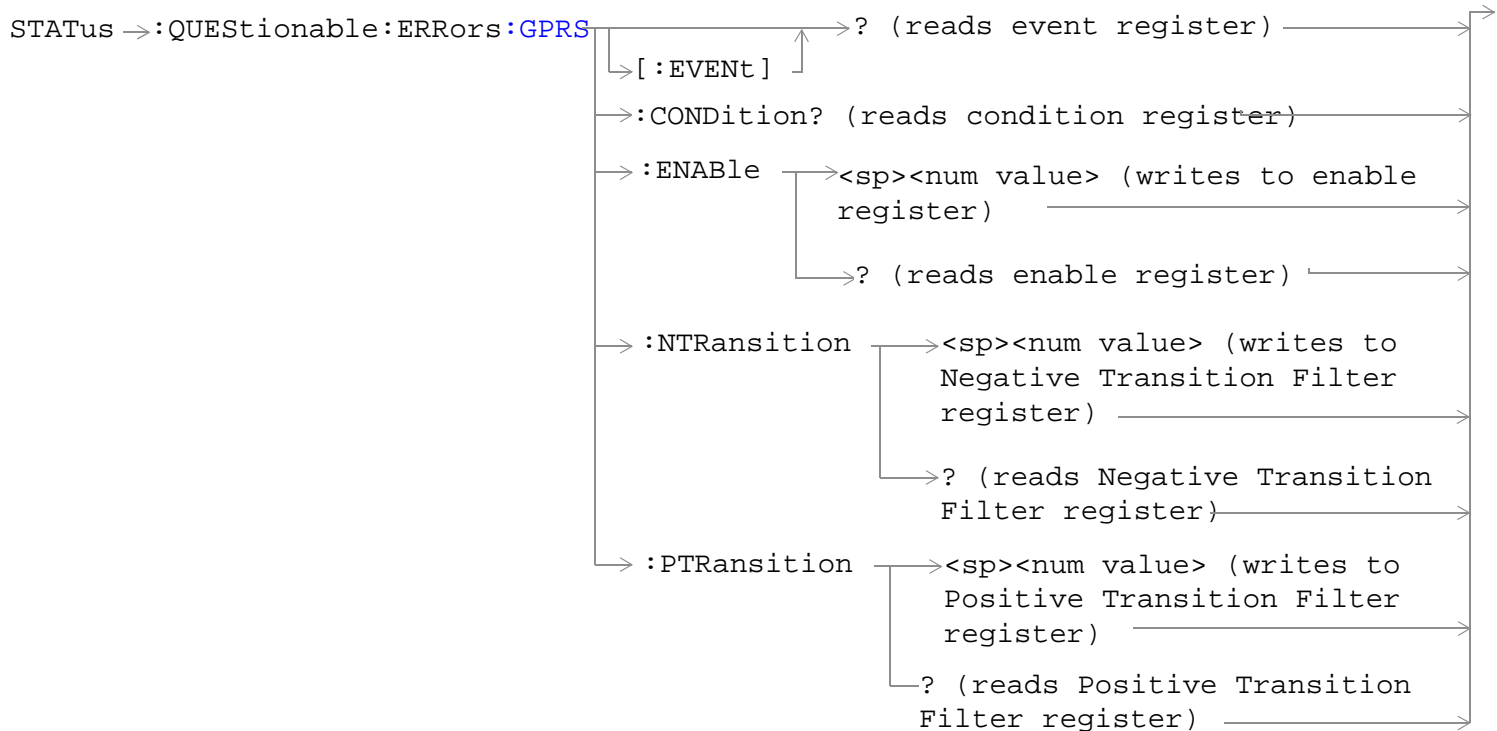 STATus :QUEStionable:ERRors:GPRS ? (reads event register)
[:EVENt]
:CONDition? (reads condition register)
:ENABle <sp><num value> (writes to enable
register)
? (reads enable register)
:NTRansition <sp><num value> (writes to
Negative Transition Filter
register)
? (reads Negative Transition
Filter register)
:PTRansition <sp><num value> (writes to
Positive Transition Filter
register)
? (reads Positive Transition
Filter register)